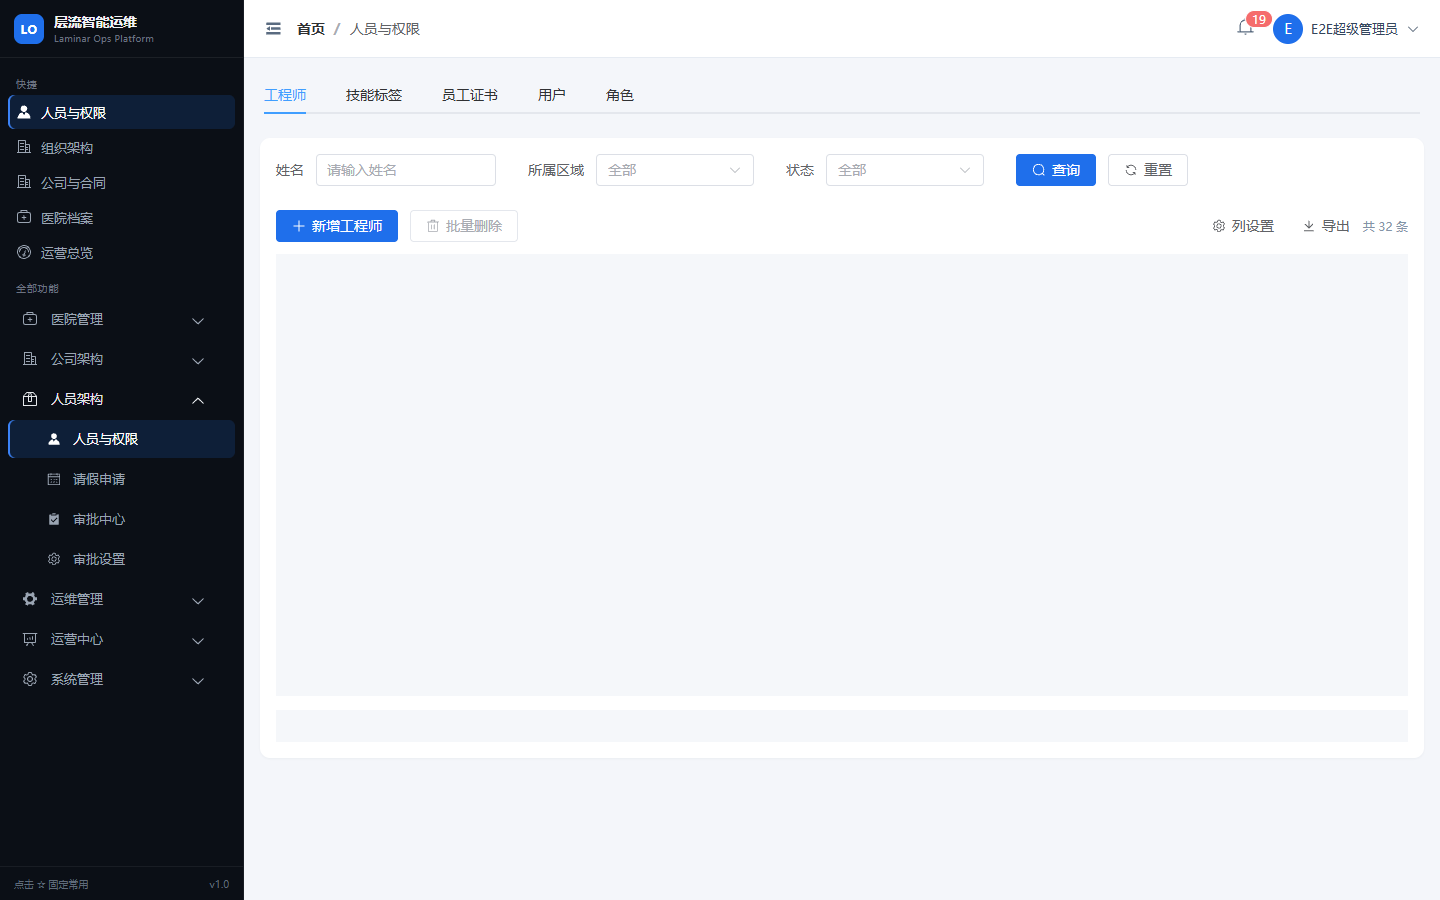 LO
层流智能运维
Laminar Ops Platform
快捷
人员与权限
组织架构
公司与合同
医院档案
运营总览
全部功能
医院管理
公司架构
人员架构
人员与权限
请假申请
审批中心
审批设置
运维管理
运营中心
系统管理
点击 ☆ 固定常用 v1.0
首页 / 人员与权限
19
E E2E超级管理员
工程师 技能标签 员工证书 用户 角色
姓名 请输入姓名 所属区域 全部 状态 全部 查询 重置
新增工程师 批量删除 列设置 导出 共 32 条